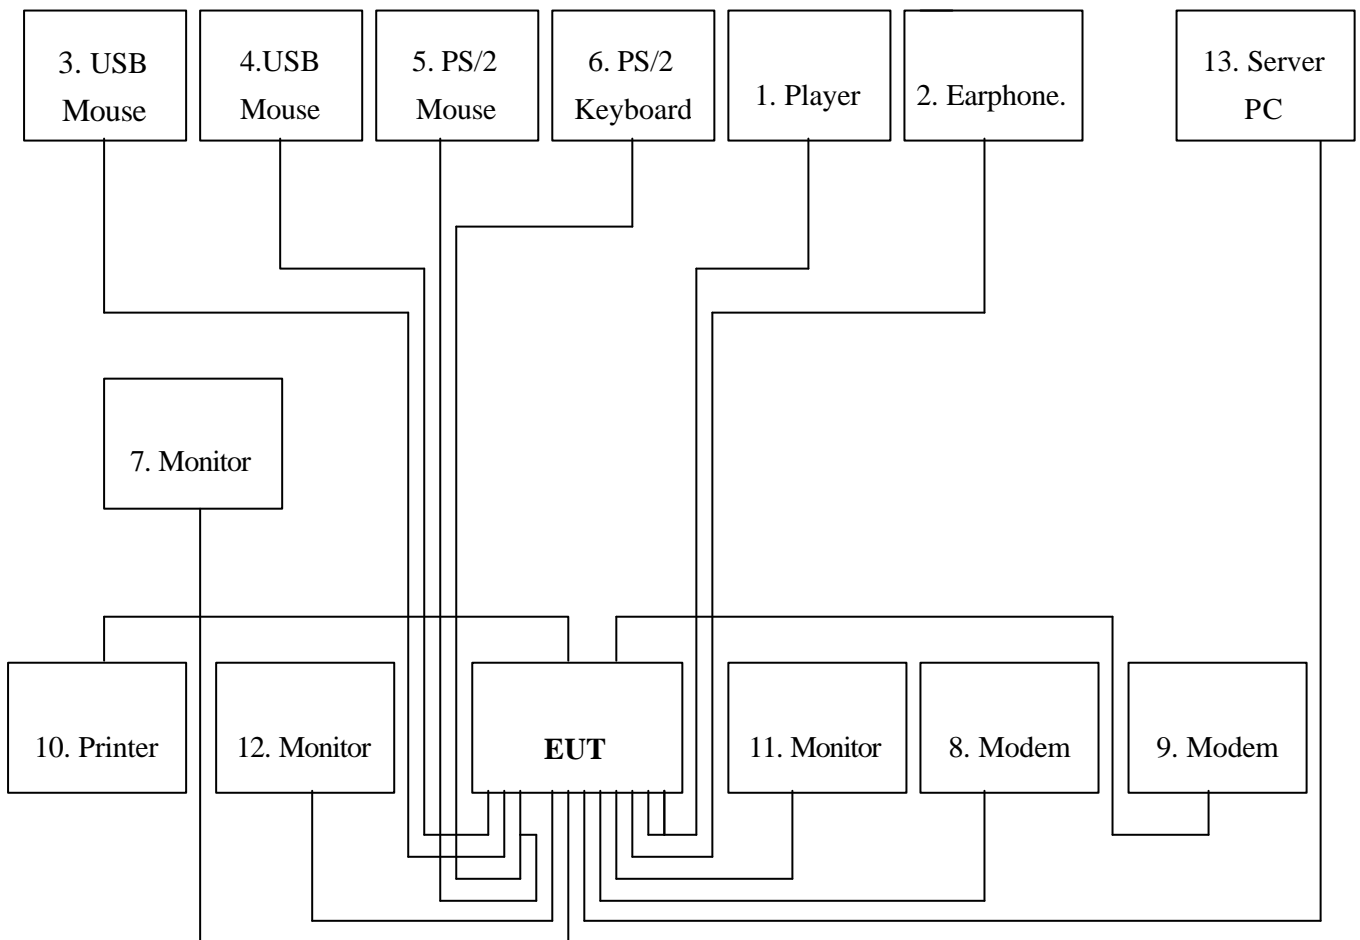 3. USB
Mouse
4.USB
Mouse
5. PS/2
Mouse
6. PS/2
Keyboard
1. Player
2. Earphone.
13. Server
PC
7. Monitor
10. Printer
12. Monitor
EUT
11. Monitor
8. Modem
9. Modem